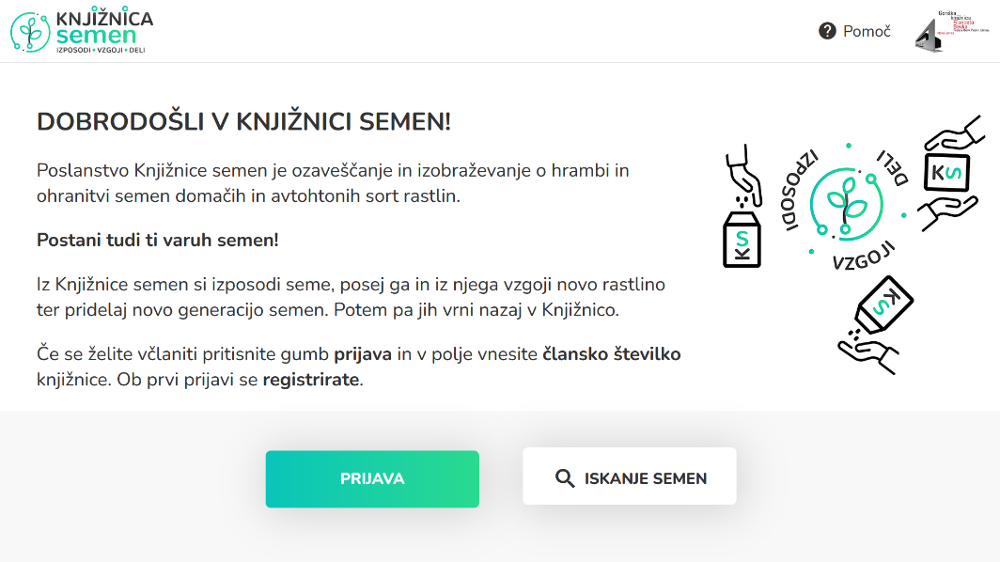 KNJIŽNICA
semen
IZPOSODI • VZGOJI • DELI
Pomoč
Goriška
knjižnica
Franceta
Bevka
DOBRODOŠLI V KNJIŽNICI SEMEN!
Poslanstvo Knjižnice semen je ozaveščanje in izobraževanje o hrambi in
ohranitvi semen domačih in avtohtonih sort rastlin.
Postani tudi ti varuh semen!
Iz Knjižnice semen si izposodi seme, posej ga in iz njega vzgoji novo rastlino
ter pridelaj novo generacijo semen. Potem pa jih vrni nazaj v Knjižnico.
Če se želite včlaniti pritisnite gumb prijava in v polje vnesite člansko številko
knjižnice. Ob prvi prijavi se registrirate.
IZPOSODI
DELI
VZGOJI
KS
KS
KS
PRIJAVA
ISKANJE SEMEN